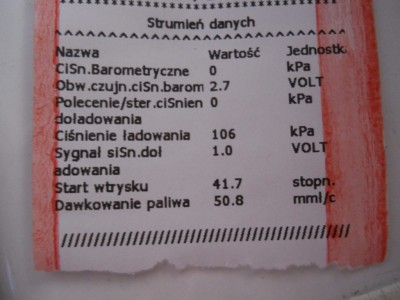 Strumień danych
^^^^^^^^^^^^^^^^^^^^^^^^^^^^^^^^^^^^
Nazwa Wartość Jednostk
CiSn.Barometryczne 0 kPa
Obw.czujn.ciSn.barom 2.7 VOLT
Polecenie/ster.ciSnien 0 kPa
doładowania
Ciśnienie ładowania 106 kPa
Sygnał siSn.doł 1.0 VOLT
adowania
Start wtrysku 41.7 stopn.
Dawkowanie paliwa 50.8 mml/c
////////////////////////////////////////////////